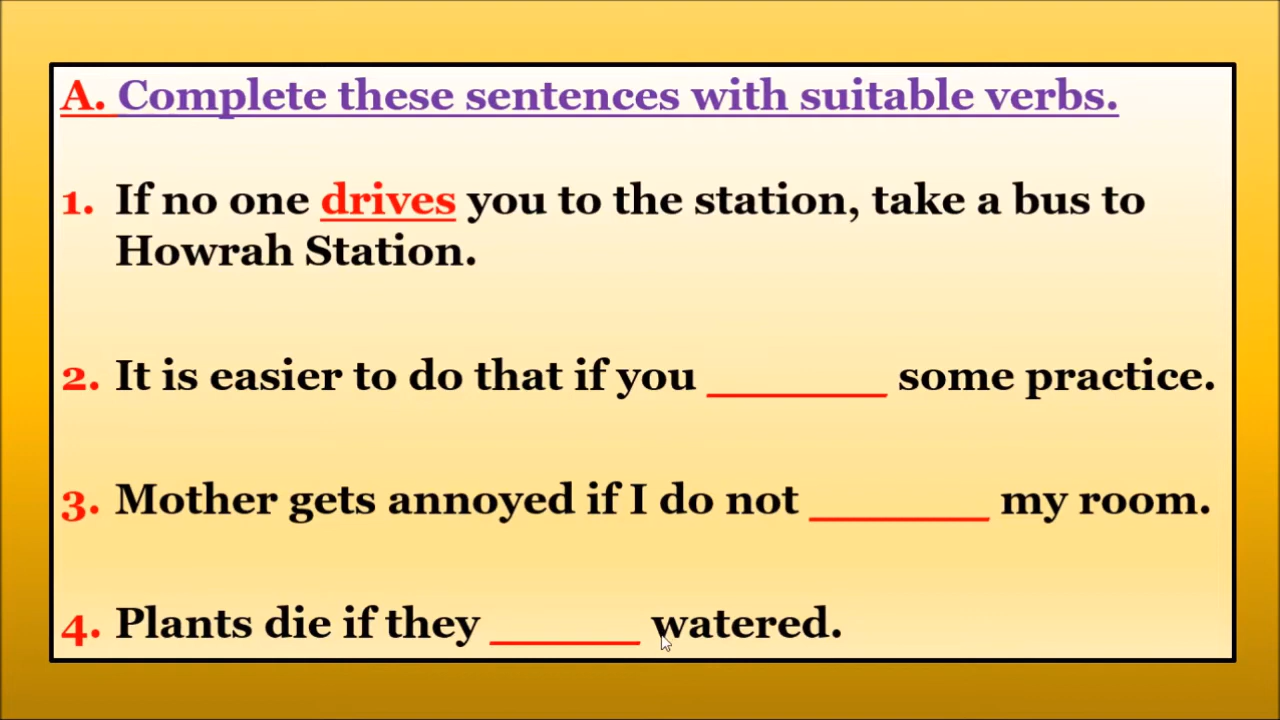 A. Complete these sentences with suitable verbs.
1. If no one drives you to the station, take a bus to
Howrah Station.
2. It is easier to do that if you _______ some practice.
3. Mother gets annoyed if I do not _______ my room.
4. Plants die if they ______ watered.